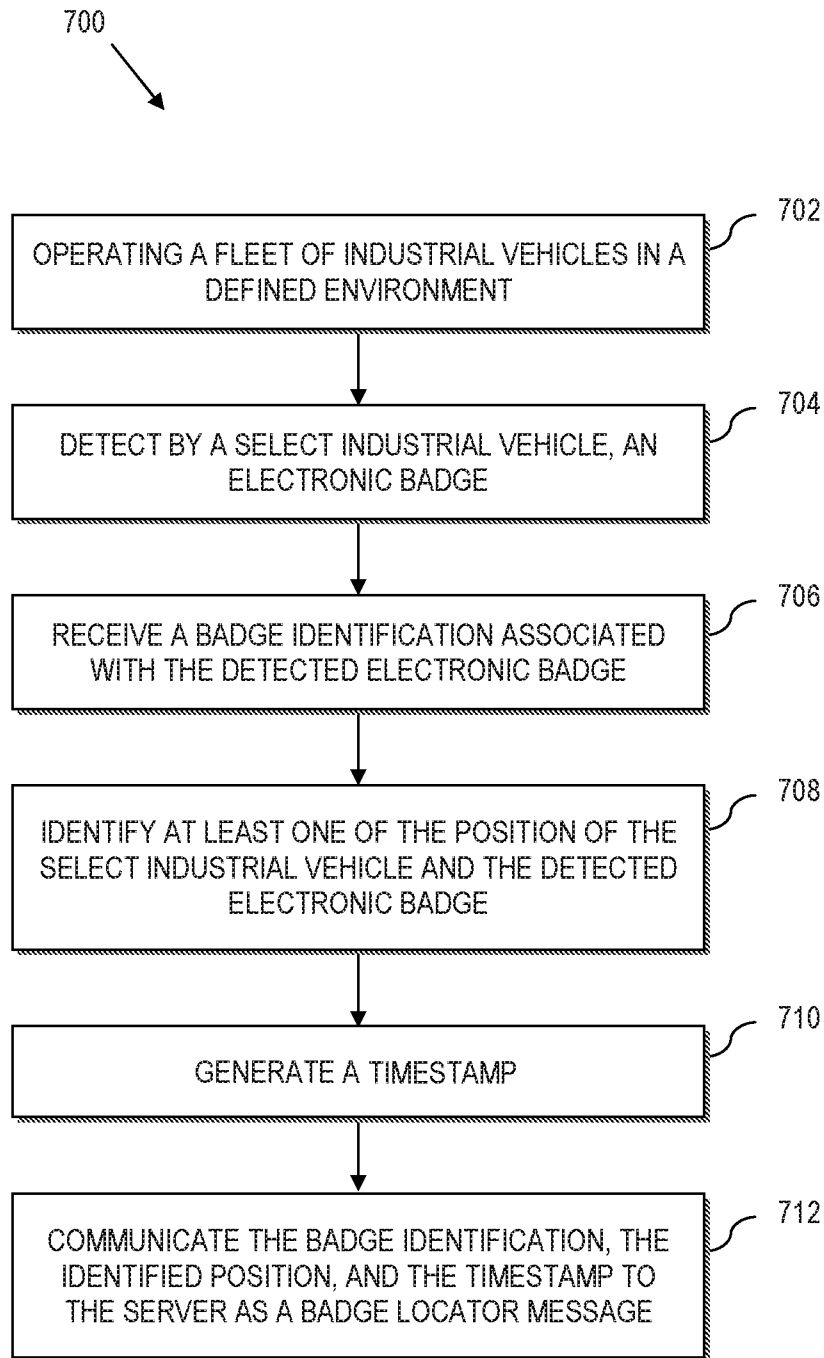 700
702
OPERATING A FLEET OF INDUSTRIAL VEHICLES IN A
DEFINED ENVIRONMENT
704
DETECT BY A SELECT INDUSTRIAL VEHICLE, AN
ELECTRONIC BADGE
706
RECEIVE A BADGE IDENTIFICATION ASSOCIATED
WITH THE DETECTED ELECTRONIC BADGE
708
IDENTIFY AT LEAST ONE OF THE POSITION OF THE
SELECT INDUSTRIAL VEHICLE AND THE DETECTED
ELECTRONIC BADGE
710
GENERATE A TIMESTAMP
712
COMMUNICATE THE BADGE IDENTIFICATION, THE
IDENTIFIED POSITION, AND THE TIMESTAMP TO
THE SERVER AS A BADGE LOCATOR MESSAGE